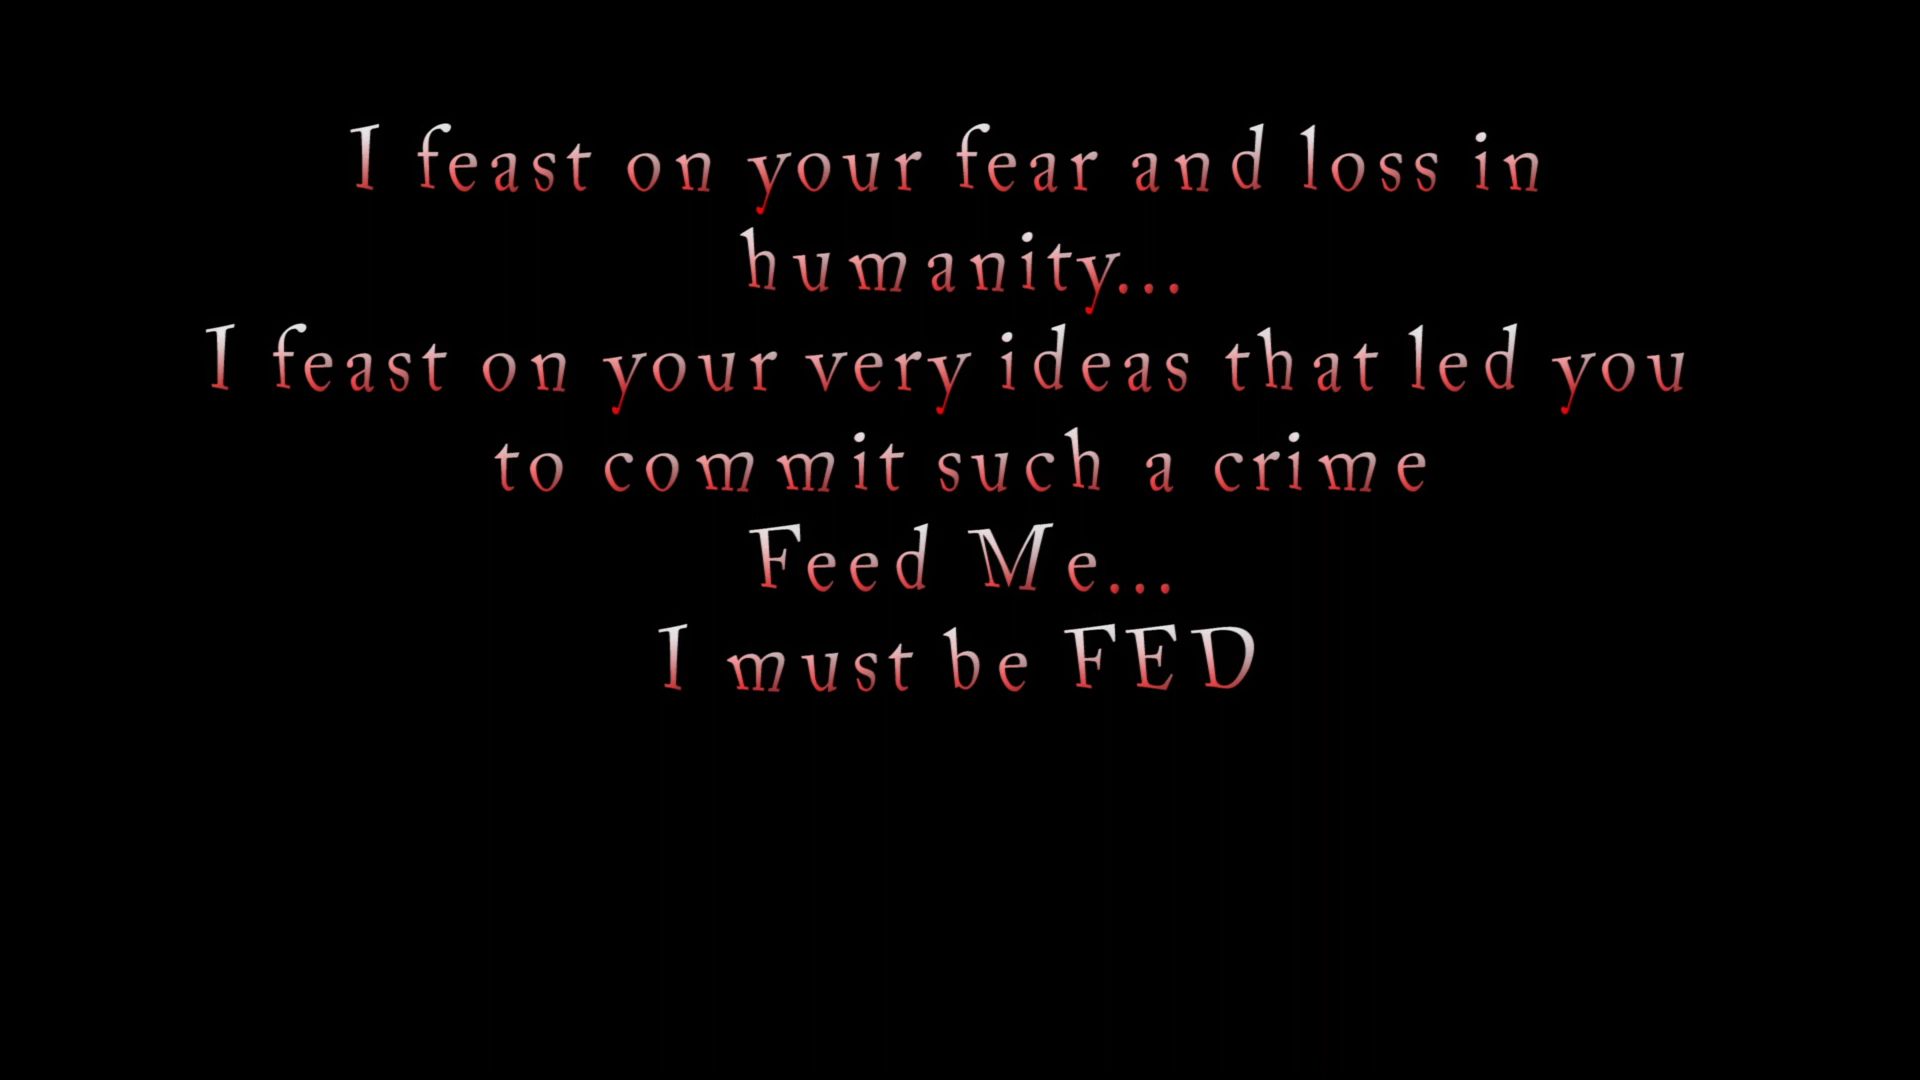 I feast on your fear and loss in
humanity...
I feast on your very ideas that led you
to commit such a crime
Feed Me...
I must be FED